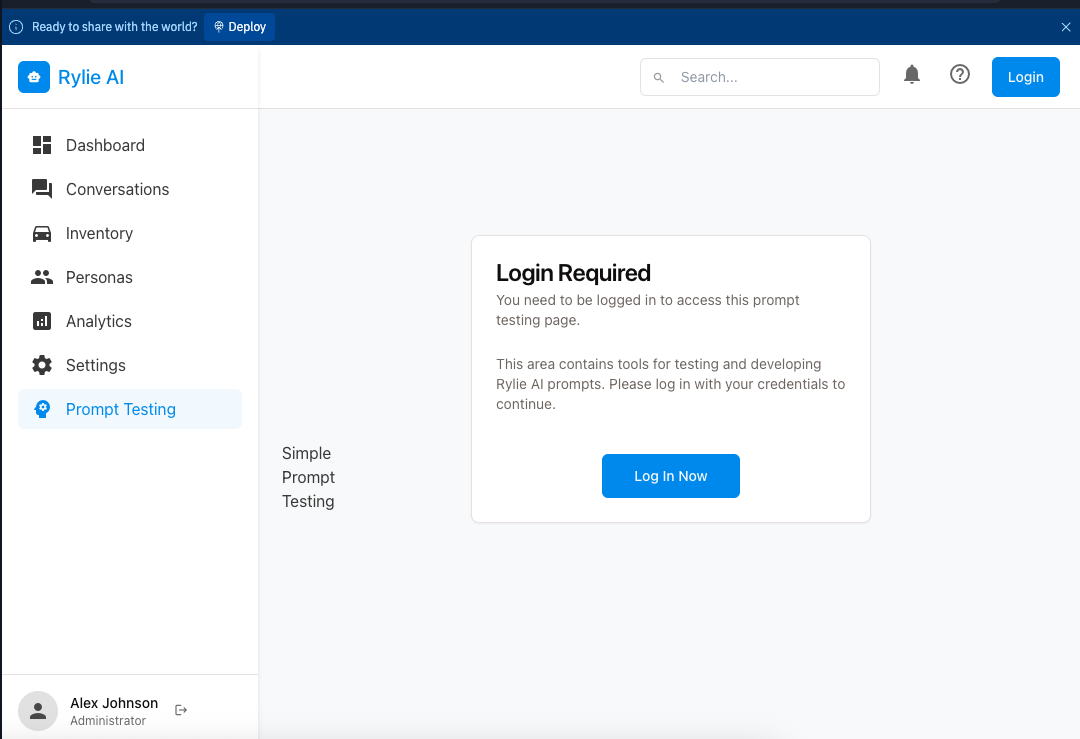 Ready to share with the world?
Deploy
Rylie AI
Search...
Login
Dashboard
Conversations
Inventory
Personas
Analytics
Settings
Prompt Testing
Simple
Prompt
Testing
Login Required
You need to be logged in to access this prompt
testing page.
This area contains tools for testing and developing
Rylie AI prompts. Please log in with your credentials to
continue.
Log In Now
Alex Johnson
Administrator